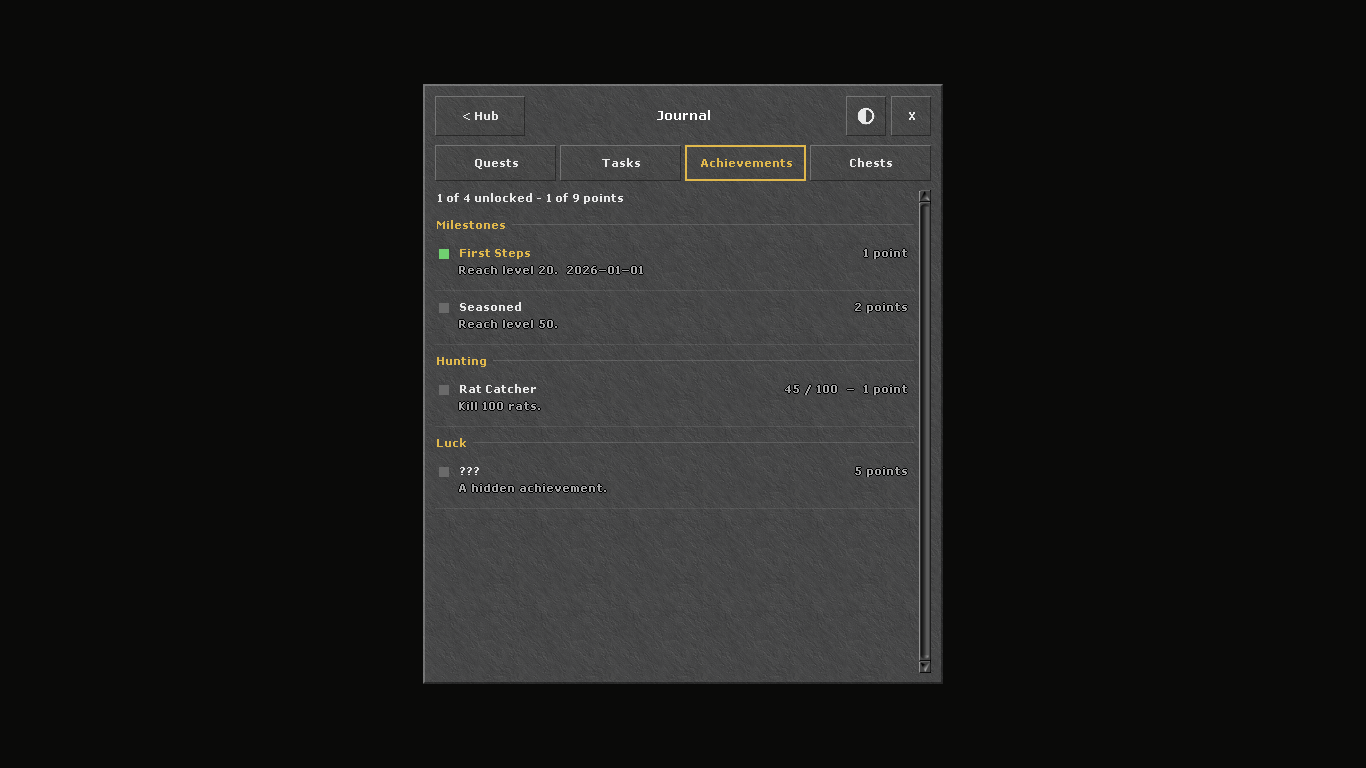 < Hub
Journal
X
Quests
Tasks
Achievements
Chests
1 of 4 unlocked - 1 of 9 points
Milestones
First Steps
1 point
Reach level 20. 2026-01-01
Seasoned
2 points
Reach level 50.
Hunting
Rat Catcher
45 / 100 - 1 point
Kill 100 rats.
Luck
???
5 points
A hidden achievement.